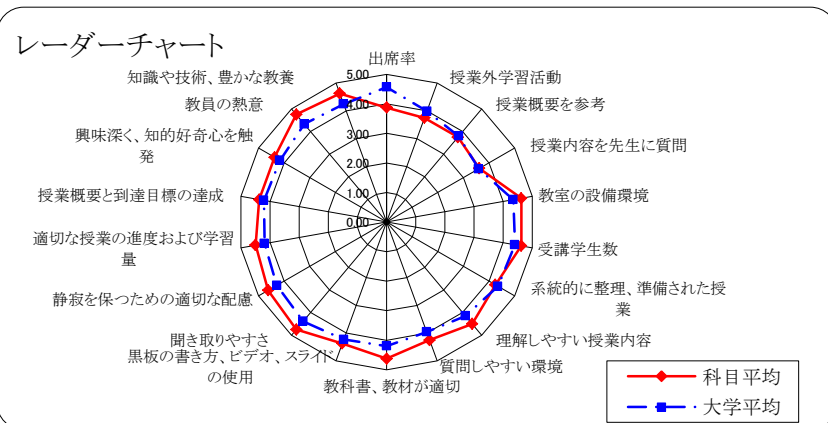 レーダーチャート
出席率
授業外学習活動
授業概要を参考
授業内容を先生に質問
教室の設備環境
受講学生数
系統的に整理、準備された授
業
理解しやすい授業内容
質問しやすい環境
教科書、教材が適切
黒板の書き方、ビデオ、スライド
の使用
聞き取りやすさ
静寂を保つための適切な配慮
適切な授業の進度および学習
量
授業概要と到達目標の達成
興味深く、知的好奇心を触
発
教員の熱意
知識や技術、豊かな教養
5.00
4.00
3.00
2.00
1.00
0.00
科目平均
大学平均